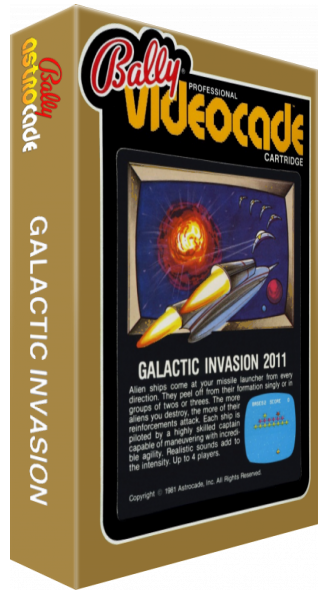 Bally
astrocade
GALACTIC INVASION
Bally
PROFESSIONAL
Videocade
CARTRIDGE
GALACTIC INVASION 2011
Alien ships come at your missile launcher from every
direction. They peel off from their formation singly or in
groups of twos or threes. The more
aliens you destroy, the more of their
reinforcements attack. Each ship is
piloted by a highly skilled captain
capable of maneuvering with incredi-
ble agility. Realistic sounds add to
the intensity. Up to 4 players.
Copyright © 1981 Astrocade, Inc. All Rights Reserved